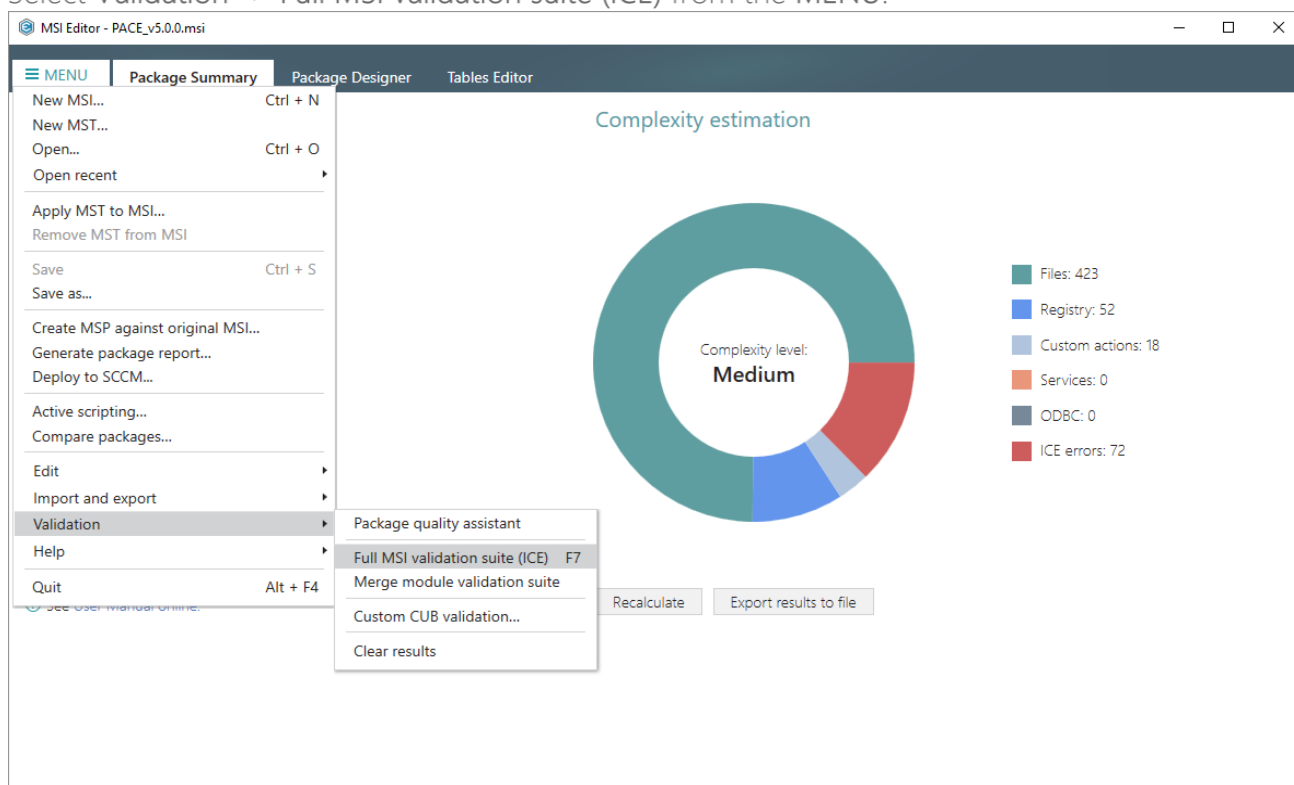 Select Validation -> Full MSI validation suite (ICE) from the MENU.
MSI Editor - PACE_v5.0.0.msi
MENU Package Summary Package Designer Tables Editor
New MSI... Ctrl + N
New MST...
Open... Ctrl + O
Open recent
Apply MST to MSI...
Remove MST from MSI
Save Ctrl + S
Save as...
Create MSP against original MSI...
Generate package report...
Deploy to SCCM...
Active scripting...
Compare packages...
Edit
Import and export
Validation
Help
Quit Alt + F4
See User Manual online.
Package quality assistant
Full MSI validation suite (ICE) F7
Merge module validation suite
Custom CUB validation...
Clear results
Complexity estimation
Complexity level:
Medium
Files: 423
Registry: 52
Custom actions: 18
Services: 0
ODBC: 0
ICE errors: 72
Recalculate Export results to file